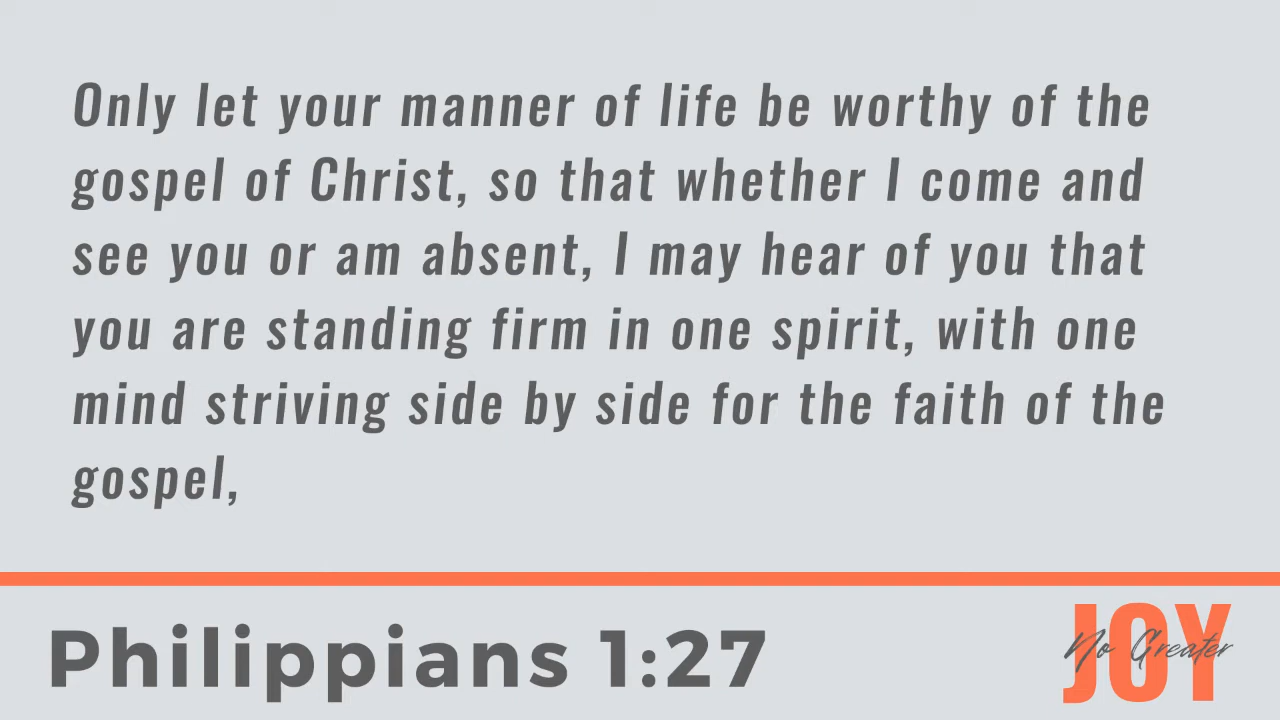 Only let your manner of life be worthy of the
gospel of Christ, so that whether I come and
see you or am absent, I may hear of you that
you are standing firm in one spirit, with one
mind striving side by side for the faith of the
gospel,
Philippians 1:27
No Greater
JOY